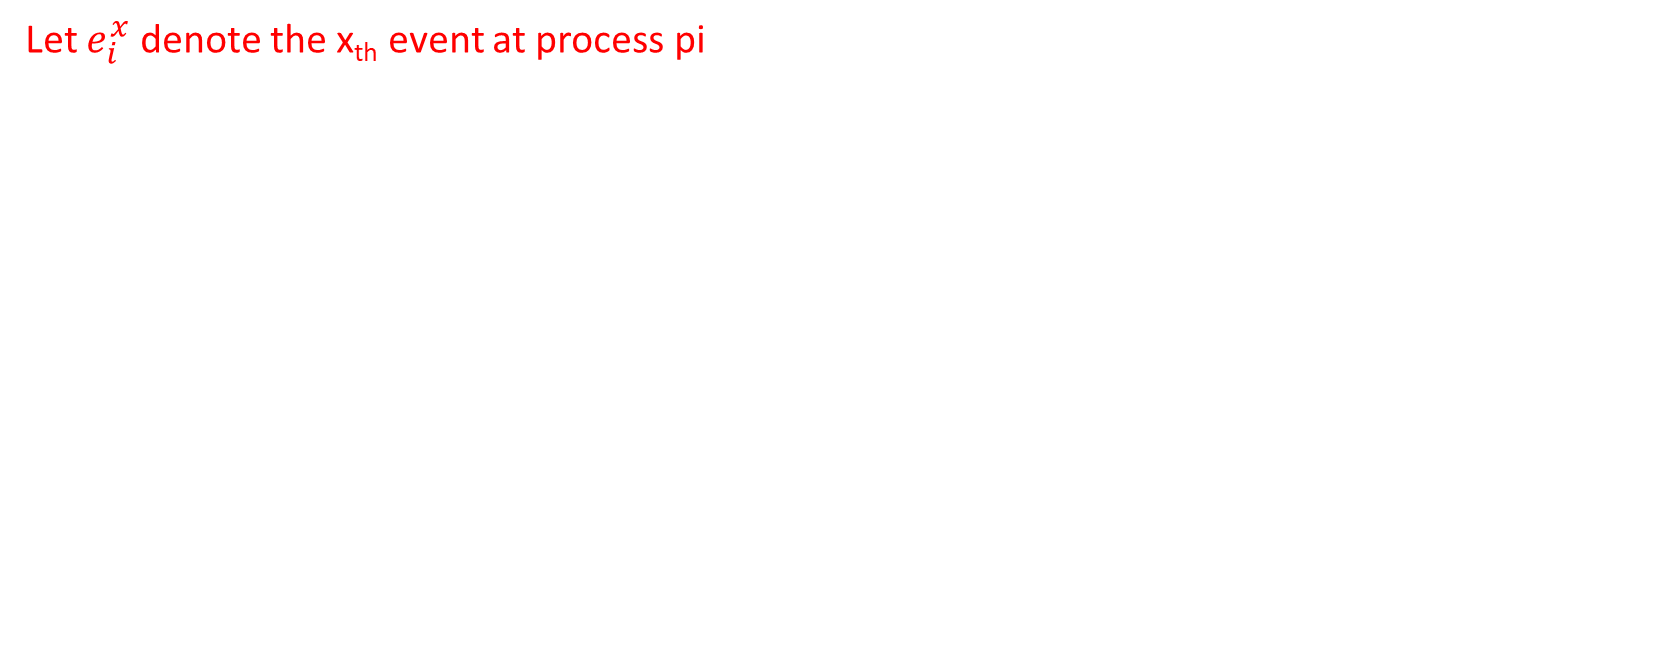 Let $e_i^x$ denote the x_th event at process pi